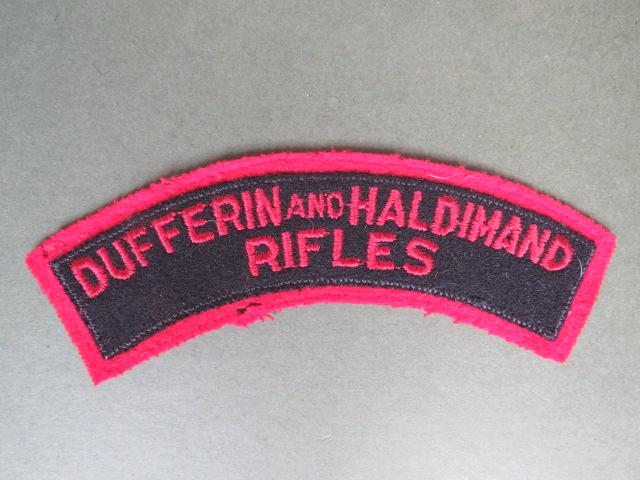 DUFFERIN AND HALDIMAND
RIFLES